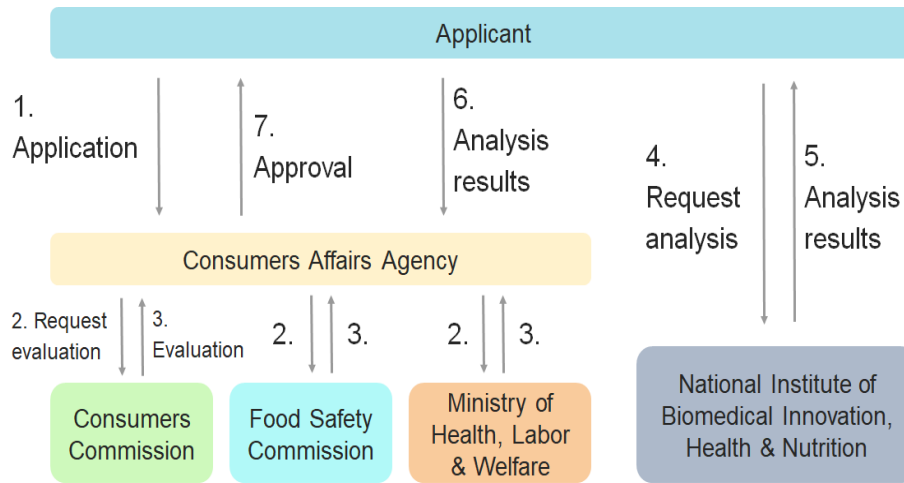 Applicant
1.
Application
7.
Approval
6.
Analysis
results
4.
Request
analysis
5.
Analysis
results
Consumers Affairs Agency
2. Request
evaluation
3.
Evaluation
2.
3.
2.
3.
Consumers
Commission
Food Safety
Commission
Ministry of
Health, Labor
& Welfare
National Institute of
Biomedical Innovation,
Health & Nutrition